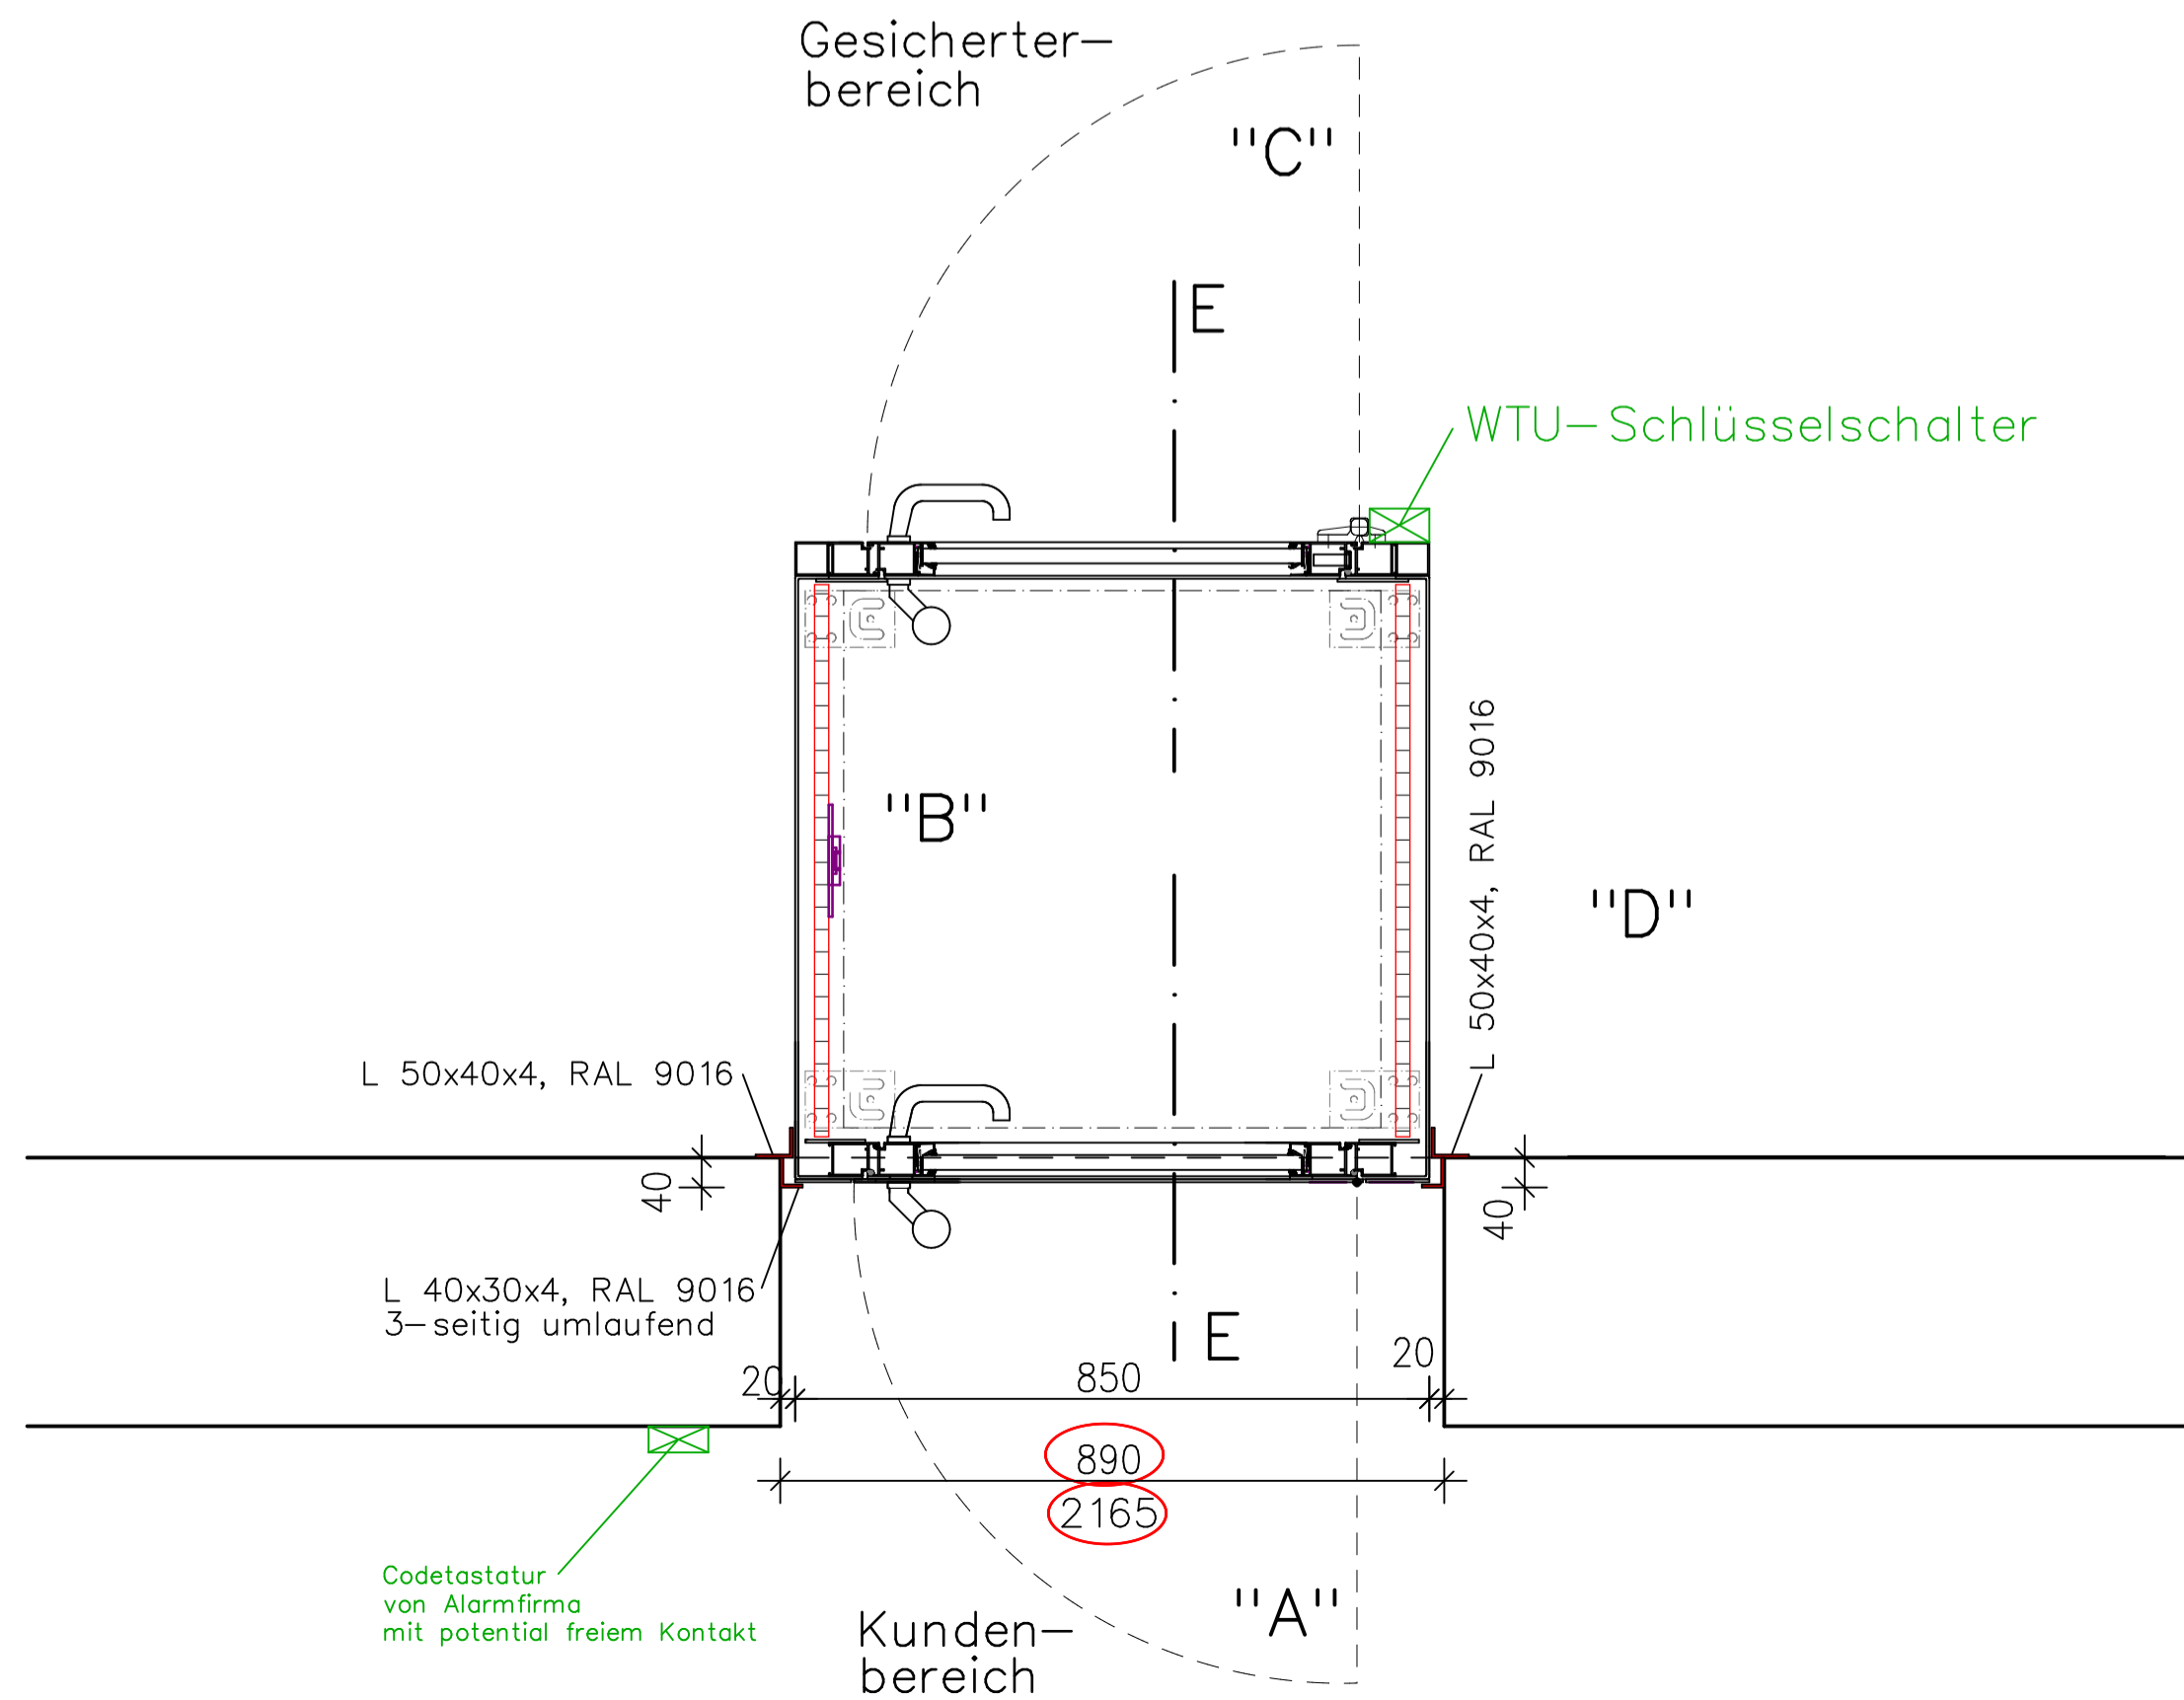 Gesicherter-
bereich
"C"
E
WTU-Schlüsselschalter
L 50x40x4, RAL 9016
"B"
"D"
L 50x40x4, RAL 9016
40
40
L 40x30x4, RAL 9016
3-seitig umlaufend
E
20
850
20
890
2165
Codetastatur
von Alarmfirma
mit potential freiem Kontakt
"A"
Kunden-
bereich